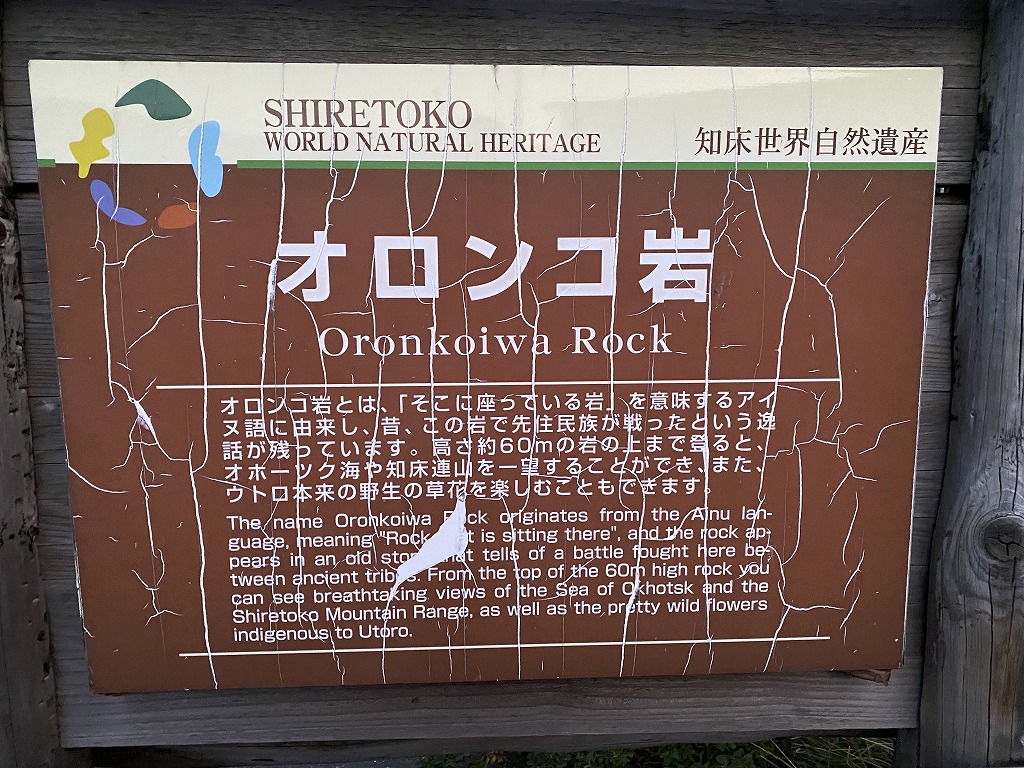 SHIRETOKO
WORLD NATURAL HERITAGE
知床世界自然遺産
オロンコ岩
Oronkoiwa Rock
オロンコ岩とは、「そこに座っている岩」を意味するアイ
ヌ語に由来し、昔、この岩で先住民族が戦ったという逸
話が残っています。高さ約60mの岩の上まで登ると、
オホーツク海や知床連山を一望することができ、また、
ウトロ本来の野生の草花を楽しむこともできます。
The name Oronkoiwa Rock originates from the Ainu lan-
guage, meaning "Rock that is sitting there", and the rock ap-
pears in an old story that tells of a battle fought here be-
tween ancient tribes. From the top of the 60m high rock you
can see breathtaking views of the Sea of Okhotsk and the
Shiretoko Mountain Range, as well as the pretty wild flowers
indigenous to Utoro.